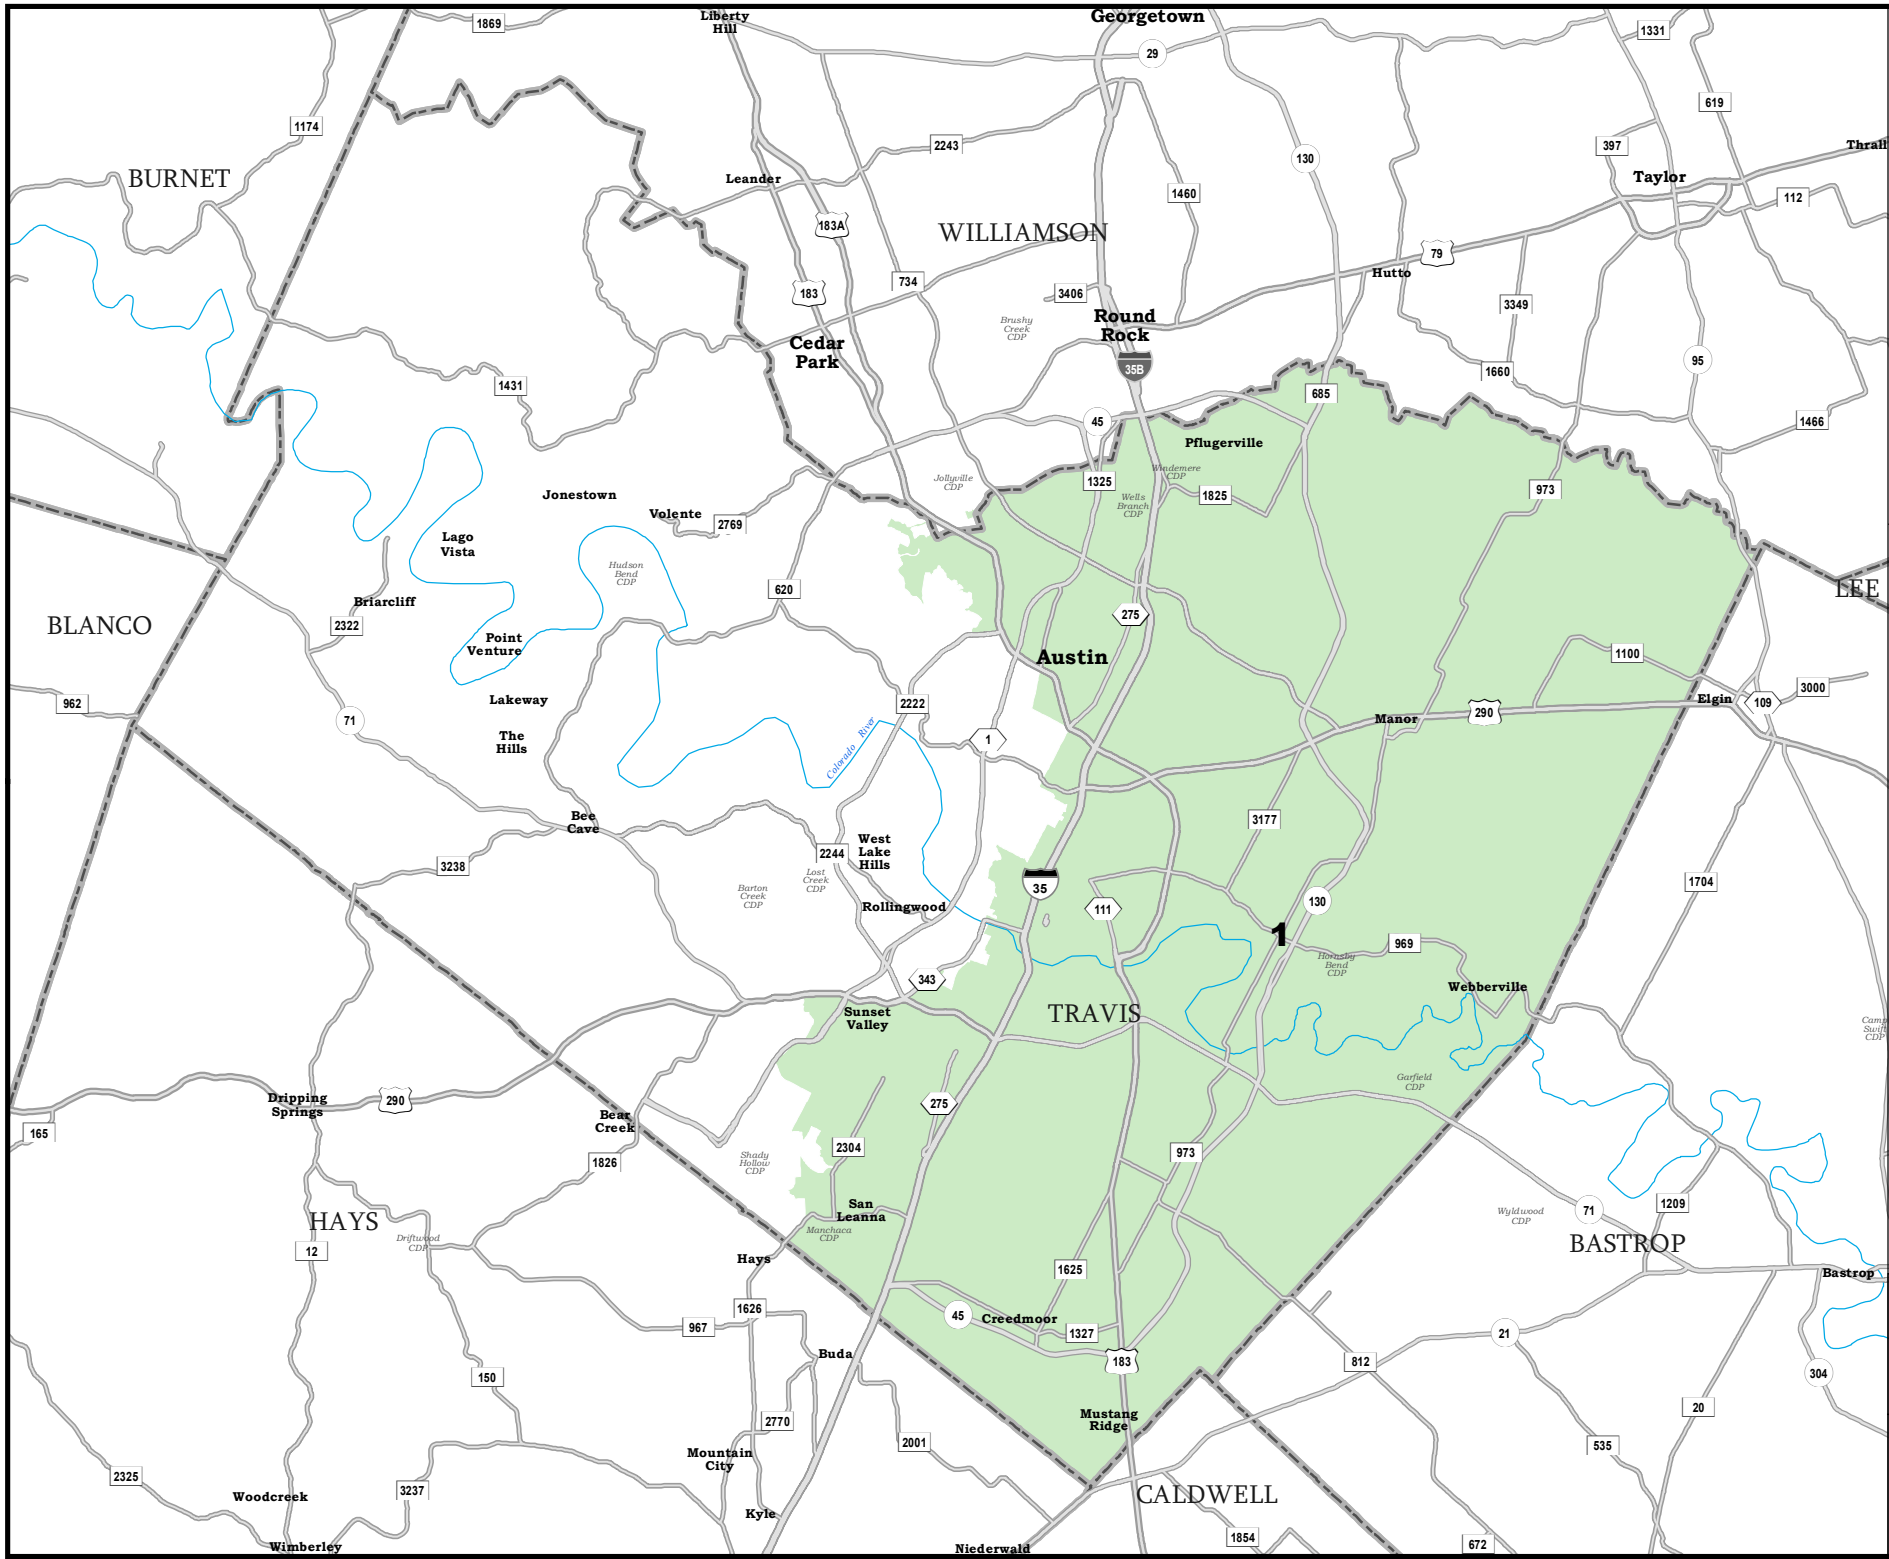 Liberty
Hill
Georgetown
1869
29
1331
619
1174
2243
130
397
Thrall
BURNET
Leander
1460
Taylor
112
183A
WILLIAMSON
79
Hutto
734
183
3406
3349
Brushy
Creek
CDP
Round
Rock
Cedar
Park
35B
95
1660
1431
685
45
1466
Pflugerville
Jollyville
CDP
1325
Windemere
CDP
Wells
Branch
CDP
1825
973
Jonestown
Volente
2769
Lago
Vista
Hudson
Bend
CDP
620
LEE
Briarcliff
2322
275
BLANCO
Point
Venture
Austin
1100
962
Lakeway
71
2222
Manor
290
Elgin
109
3000
The
Hills
Colorado River
1
Bee
Cave
3177
3238
2244
West
Lake
Hills
Lost
Creek
CDP
Barton
Creek
CDP
35
1704
Rollingwood
111
130
1
969
Hornsby
Bend
CDP
343
Webberville
Sunset
Valley
TRAVIS
Camp
Swift
CDP
Garfield
CDP
Dripping
Springs
290
275
Bear
Creek
165
2304
973
Shady
Hollow
CDP
1826
San
Leanna
Manchaca
CDP
1209
71
Wyldwood
CDP
HAYS
Driftwood
CDP
12
BASTROP
Hays
1625
Bastrop
1626
967
45
Creedmoor
1327
21
Buda
183
812
304
150
2770
Mustang
Ridge
20
2001
535
Mountain
City
2325
3237
Woodcreek
CALDWELL
Kyle
1854
672
Wimberley
Niederwald